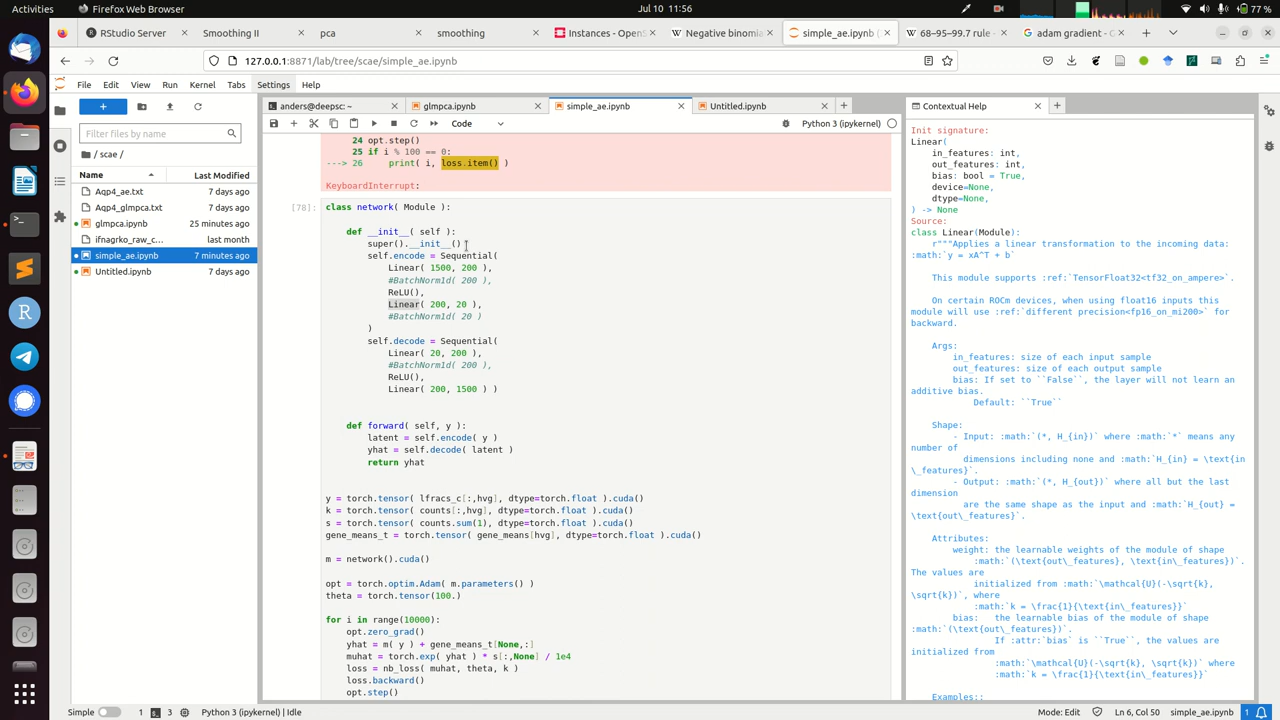 Activities
Firefox Web Browser
Jul 10 11:56
77 %
RStudio Server
Smoothing II
pca
smoothing
Instances - OpenS
Negative binomia
simple_ae.ipynb (
68–95–99.7 rule -
adam gradient -
127.0.0.1:8871/lab/tree/scae/simple_ae.ipynb
File Edit View Run Kernel Tabs Settings Help
anders@deepsc: ~
glmpca.ipynb
simple_ae.ipynb
Untitled.ipynb
Contextual Help
Filter files by name
Code
Python 3 (ipykernel)
/ scae /
Name
Last Modified
Aqp4_ae.txt 7 days ago
Aqp4_glmpca.txt 7 days ago
glmpca.ipynb 25 minutes ago
ifnagrko_raw_c... last month
simple_ae.ipynb 7 minutes ago
Untitled.ipynb 7 days ago
24 opt.step()
25 if i % 100 == 0:
---> 26 print( i, loss.item() )
KeyboardInterrupt:
[78]:
class network( Module ):
def __init__( self ):
super().__init__()
self.encode = Sequential(
Linear( 1500, 200 ),
#BatchNorm1d( 200 ),
ReLU(),
Linear( 200, 20 ),
#BatchNorm1d( 20 )
)
self.decode = Sequential(
Linear( 20, 200 ),
#BatchNorm1d( 200 ),
ReLU(),
Linear( 200, 1500 ) )
def forward( self, y ):
latent = self.encode( y )
yhat = self.decode( latent )
return yhat
y = torch.tensor( lfracs_c[:,hvg], dtype=torch.float ).cuda()
k = torch.tensor( counts[:,hvg], dtype=torch.float ).cuda()
s = torch.tensor( counts.sum(1), dtype=torch.float ).cuda()
gene_means_t = torch.tensor( gene_means[hvg], dtype=torch.float ).cuda()
m = network().cuda()
opt = torch.optim.Adam( m.parameters() )
theta = torch.tensor(100.)
for i in range(10000):
opt.zero_grad()
yhat = m( y ) + gene_means_t[None,:]
muhat = torch.exp( yhat ) * s[:,None] / 1e4
loss = nb_loss( muhat, theta, k )
loss.backward()
opt.step()
Init signature:
Linear(
in_features: int,
out_features: int,
bias: bool = True,
device=None,
dtype=None,
) -> None
Source:
class Linear(Module):
r"""Applies a linear transformation to the incoming data:
:math:`y = xA^T + b`
This module supports :ref:`TensorFloat32<tf32_on_ampere>`.
On certain ROCm devices, when using float16 inputs this
module will use :ref:`different precision<fp16_on_mi200>` for
backward.
Args:
in_features: size of each input sample
out_features: size of each output sample
bias: If set to ``False``, the layer will not learn an
additive bias.
Default: ``True``
Shape:
- Input: :math:`(*, H_{in})` where :math:`*` means any
number of
dimensions including none and :math:`H_{in} = \text{in
\_features}`.
- Output: :math:`(*, H_{out})` where all but the last
dimension
are the same shape as the input and :math:`H_{out} =
\text{out\_features}`.
Attributes:
weight: the learnable weights of the module of shape
:math:`(\text{out\_features}, \text{in\_features})`.
The values are
initialized from :math:`\mathcal{U}(-\sqrt{k},
\sqrt{k})`, where
:math:`k = \frac{1}{\text{in\_features}}`
bias: the learnable bias of the module of shape
:math:`(\text{out\_features})`.
If :attr:`bias` is ``True``, the values are
initialized from
:math:`\mathcal{U}(-\sqrt{k}, \sqrt{k})` where
:math:`k = \frac{1}{\text{in\_features}}`
Examples::
Simple
1
3
Python 3 (ipykernel) | Idle
Mode: Edit
Ln 6, Col 50
simple_ae.ipynb
1